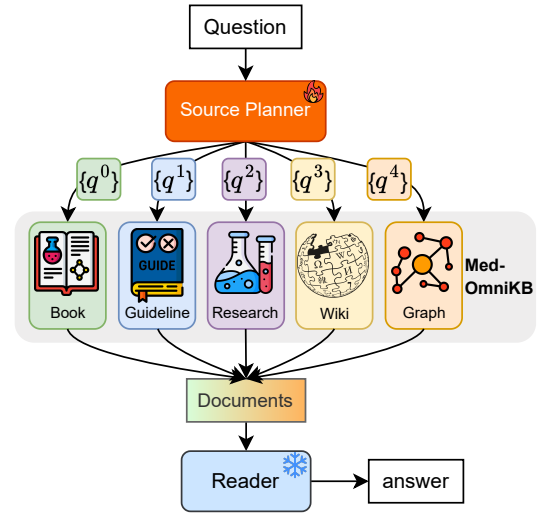 Question
Source Planner
{q^0} {q^1} {q^2} {q^3} {q^4}
GUIDE
Book Guideline Research Wiki Graph
Med-
OmniKB
Documents
Reader
answer